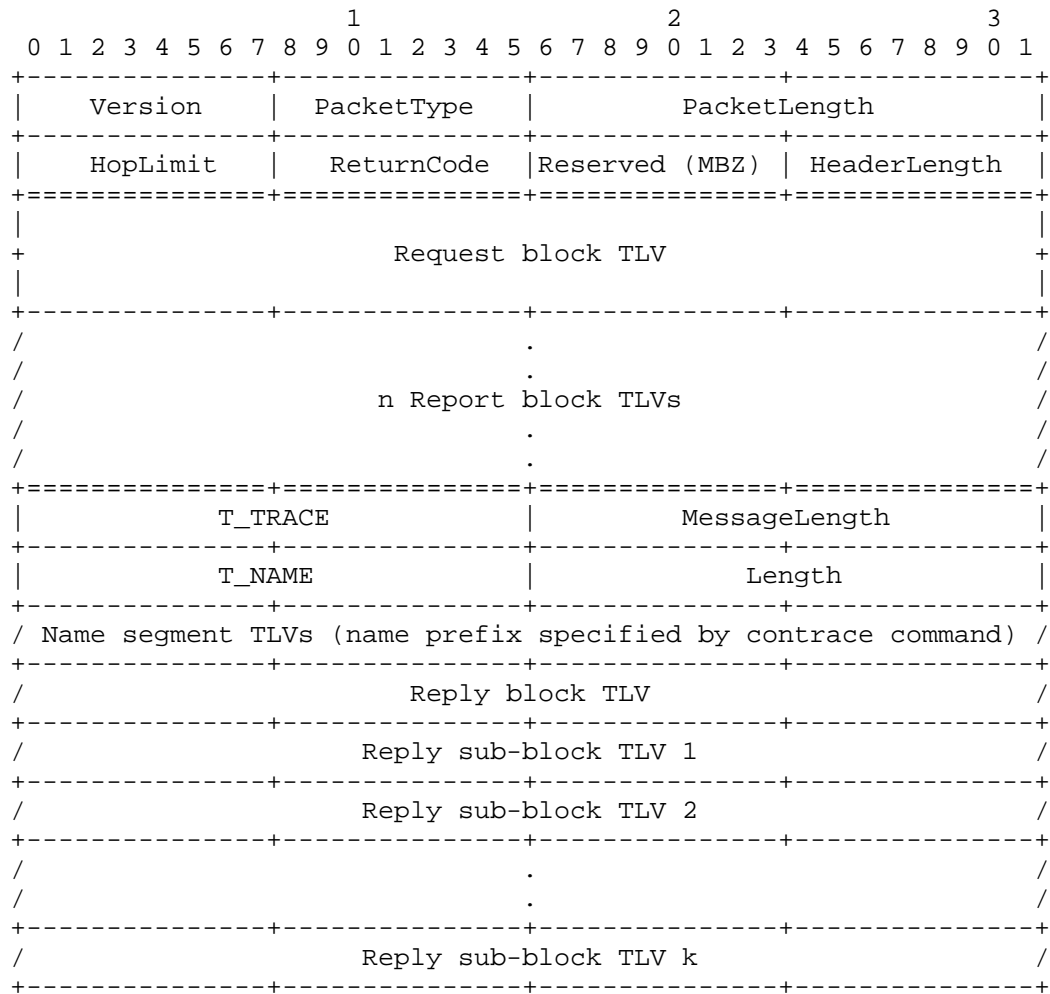 1                   2                   3
 0 1 2 3 4 5 6 7 8 9 0 1 2 3 4 5 6 7 8 9 0 1 2 3 4 5 6 7 8 9 0 1
+---------------+---------------+---------------+---------------+
|    Version    |  PacketType   |         PacketLength          |
+---------------+---------------+---------------+---------------+
|    HopLimit   |   ReturnCode  |Reserved (MBZ) | HeaderLength  |
+===============+===============+===============+===============+
|                                                               |
+                       Request block TLV                       +
|                                                               |
+---------------+---------------+---------------+---------------+
/                               .                               /
/                               .                               /
/                      n Report block TLVs                      /
/                               .                               /
/                               .                               /
+===============+===============+===============+===============+
|            T_TRACE            |         MessageLength         |
+---------------+---------------+---------------+---------------+
|            T_NAME             |             Length            |
+---------------+---------------+---------------+---------------+
/ Name segment TLVs (name prefix specified by contrace command) /
+---------------+---------------+---------------+---------------+
/                        Reply block TLV                        /
+---------------+---------------+---------------+---------------+
/                     Reply sub-block TLV 1                     /
+---------------+---------------+---------------+---------------+
/                     Reply sub-block TLV 2                     /
+---------------+---------------+---------------+---------------+
/                               .                               /
/                               .                               /
+---------------+---------------+---------------+---------------+
/                     Reply sub-block TLV k                     /
+---------------+---------------+---------------+---------------+